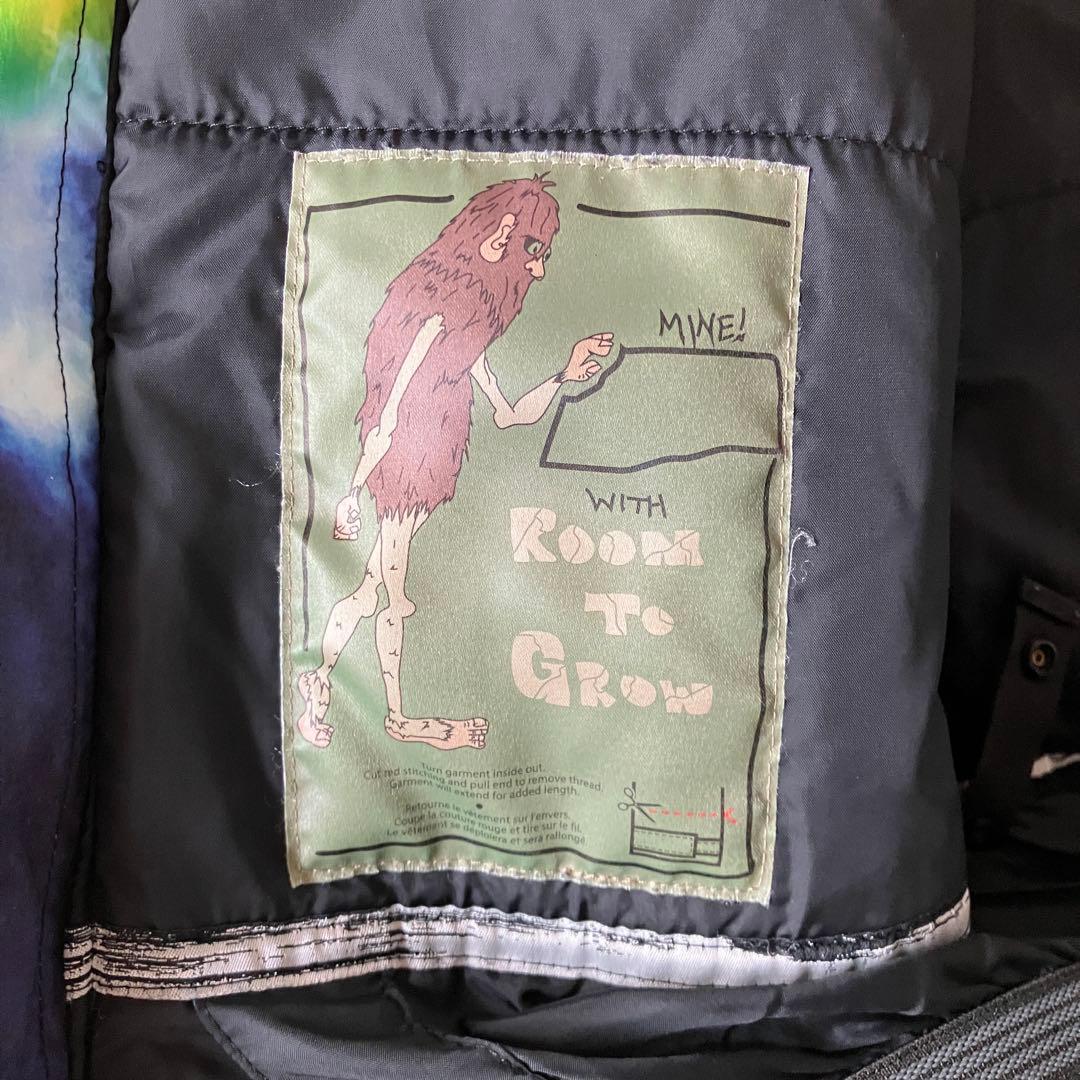 MINE!
WITH
ROOM
TO
GROW
Turn garment inside out.
Cut red stitching and pull end to remove thread.
Garment will extend for added length.
•
Retourne le vêtement sur l'envers.
Coupe la couture rouge et tire sur le fil.
Le vêtement se déploiera et sera rallongé.